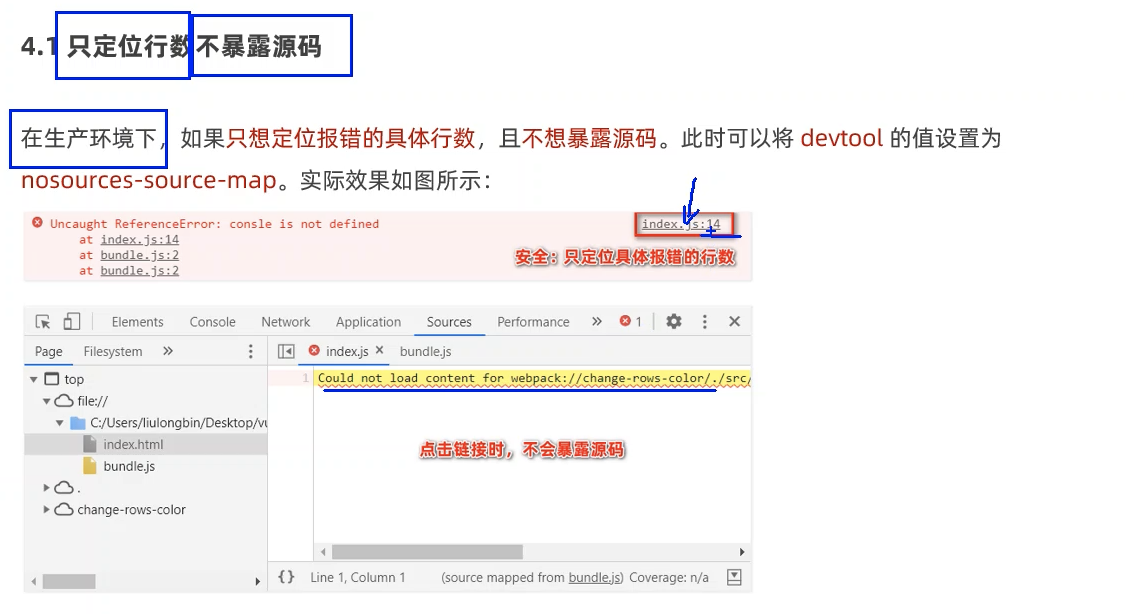 4.1 只定位行数不暴露源码
在生产环境下，如果只想定位报错的具体行数，且不想暴露源码。此时可以将 devtool 的值设置为
nosources-source-map。实际效果如图所示：
Uncaught ReferenceError: consle is not defined
index.js:14
at index.js:14
at bundle.js:2
at bundle.js:2
安全：只定位具体报错的行数
Elements Console Network Application Sources Performance » 1
Page Filesystem »
index.js × bundle.js
top
1 Could not load content for webpack://change-rows-color/./src/
file://
C:/Users/liulongbin/Desktop/vu
index.html
点击链接时，不会暴露源码
bundle.js
.
change-rows-color
{} Line 1, Column 1 (source mapped from bundle.js) Coverage: n/a